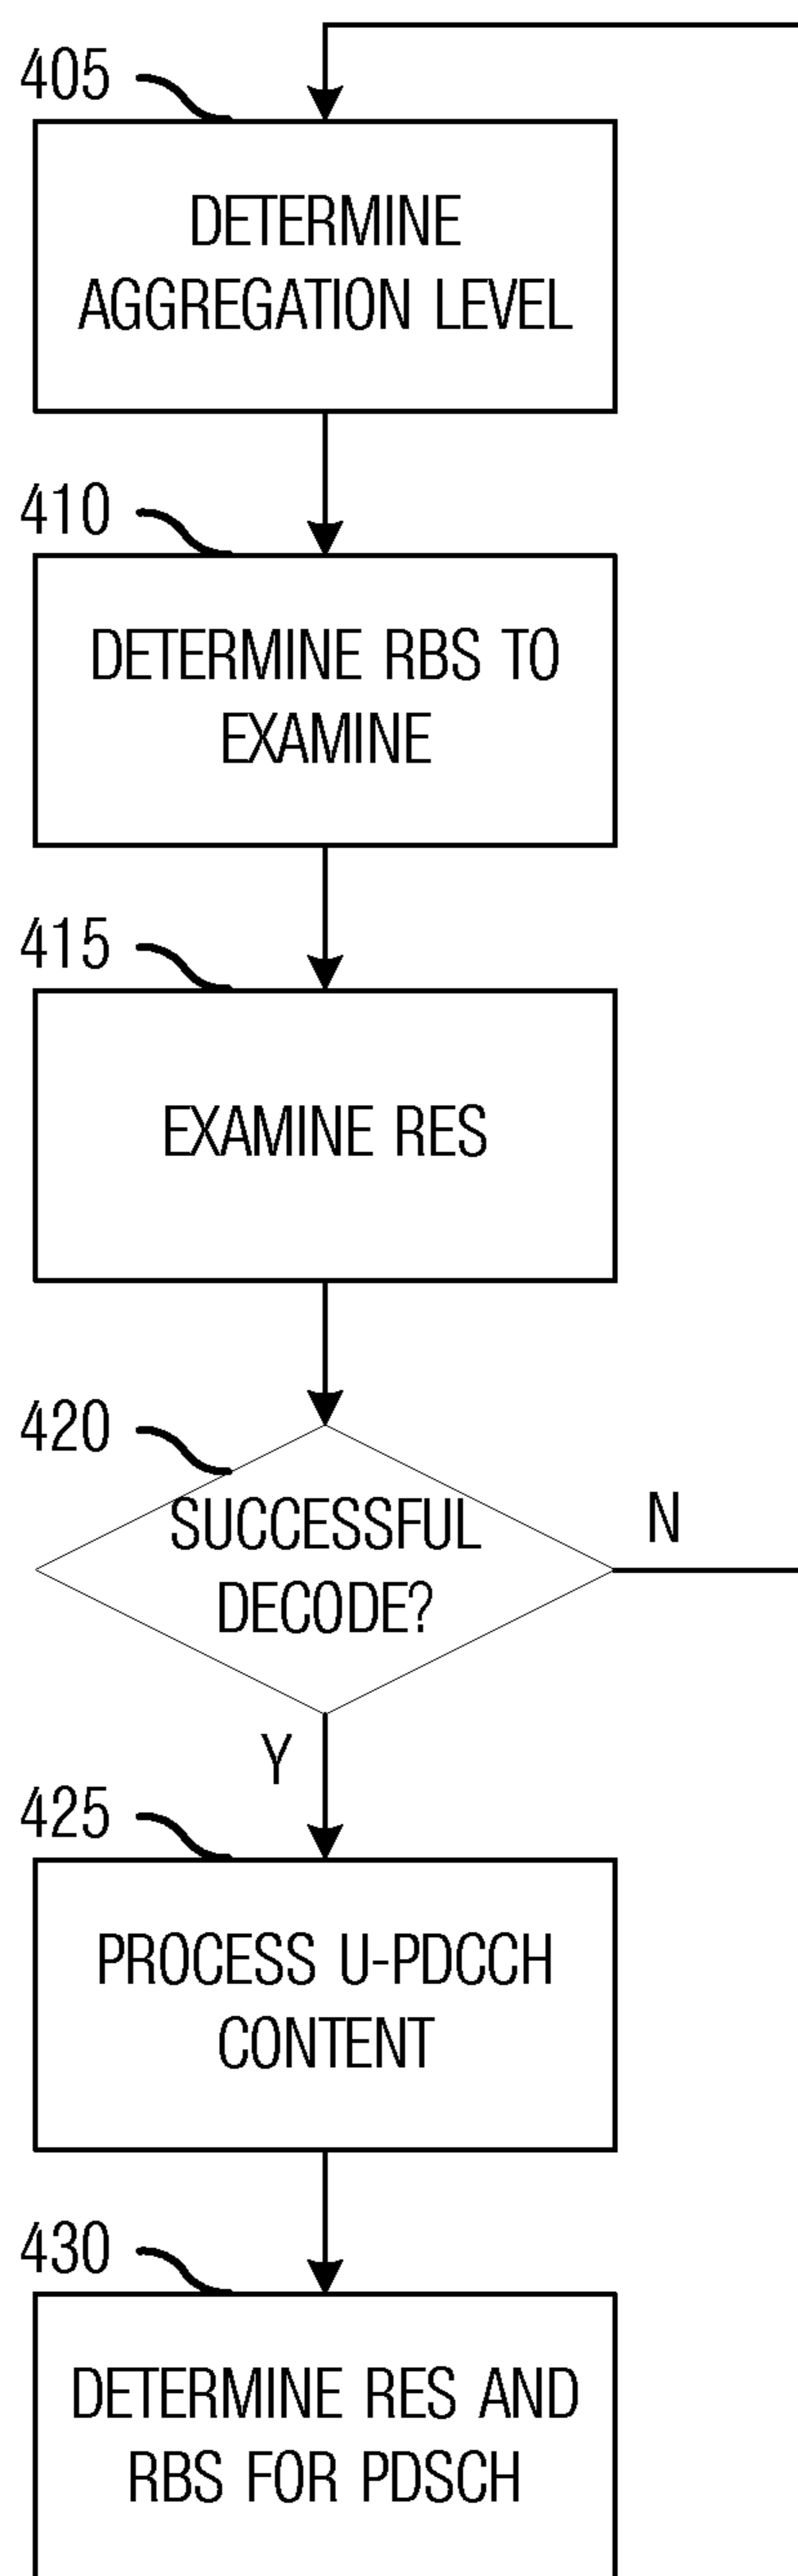 405
DETERMINE
AGGREGATION LEVEL
410
DETERMINE RBS TO
EXAMINE
415
EXAMINE RES
420
SUCCESSFUL
DECODE?
N
Y
425
PROCESS U-PDCCH
CONTENT
430
DETERMINE RES AND
RBS FOR PDSCH